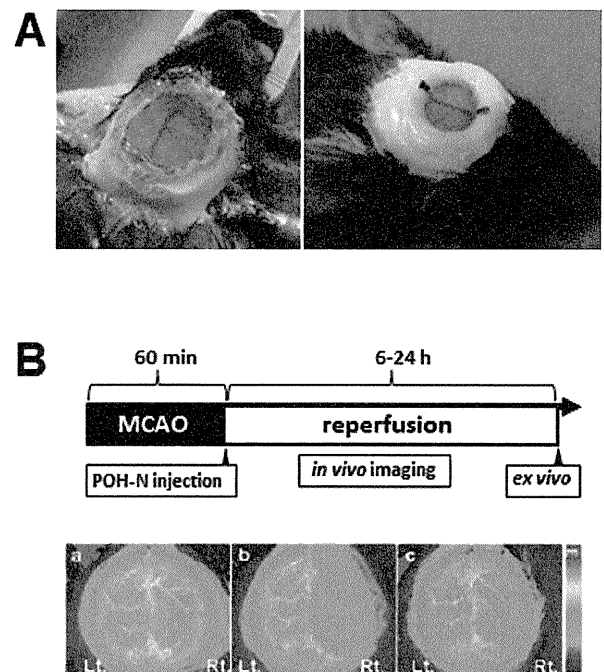 A
B
60 min
6-24 h
MCAO
reperfusion
POH-N injection
in vivo imaging
ex vivo
a
b
c
Lt.
Rt.
Lt.
Rt.
Lt.
Rt.